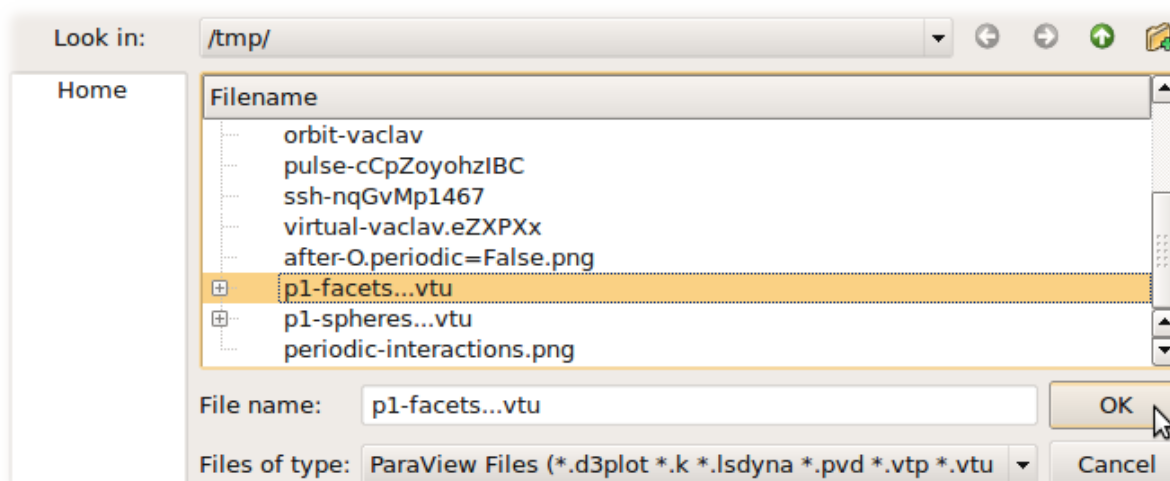 Look in: /tmp/
Home
Filename
orbit-vaclav
pulse-cCpZoyohzIBC
ssh-nqGvMp1467
virtual-vaclav.eZXPXx
after-O.periodic=False.png
p1-facets...vtu
p1-spheres...vtu
periodic-interactions.png
File name: p1-facets...vtu OK
Files of type: ParaView Files (*.d3plot *.k *.lsdyna *.pvd *.vtp *.vtu Cancel